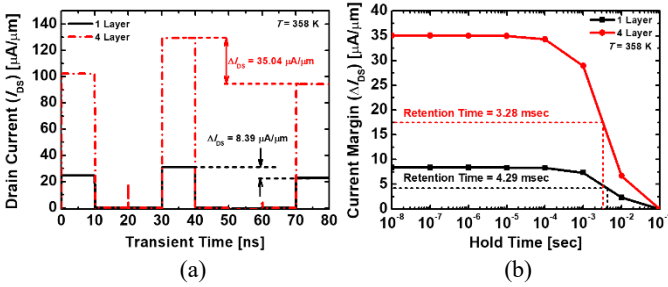 (a)
140
120
100
80
60
40
20
0
Drain Current (I_DS) [μA/μm]
1 Layer
4 Layer
T = 358 K
ΔI_DS = 35.04 μA/μm
ΔI_DS = 8.39 μA/μm
0 10 20 30 40 50 60 70 80
Transient Time [ns]
(a)
(b)
40
35
30
25
20
15
10
5
0
Current Margin (ΔI_DS) [μA/μm]
1 Layer
4 Layer
T = 358 K
Retention Time = 3.28 msec
Retention Time = 4.29 msec
10^-8 10^-7 10^-6 10^-5 10^-4 10^-3 10^-2 10^-1
Hold Time [sec]
(b)